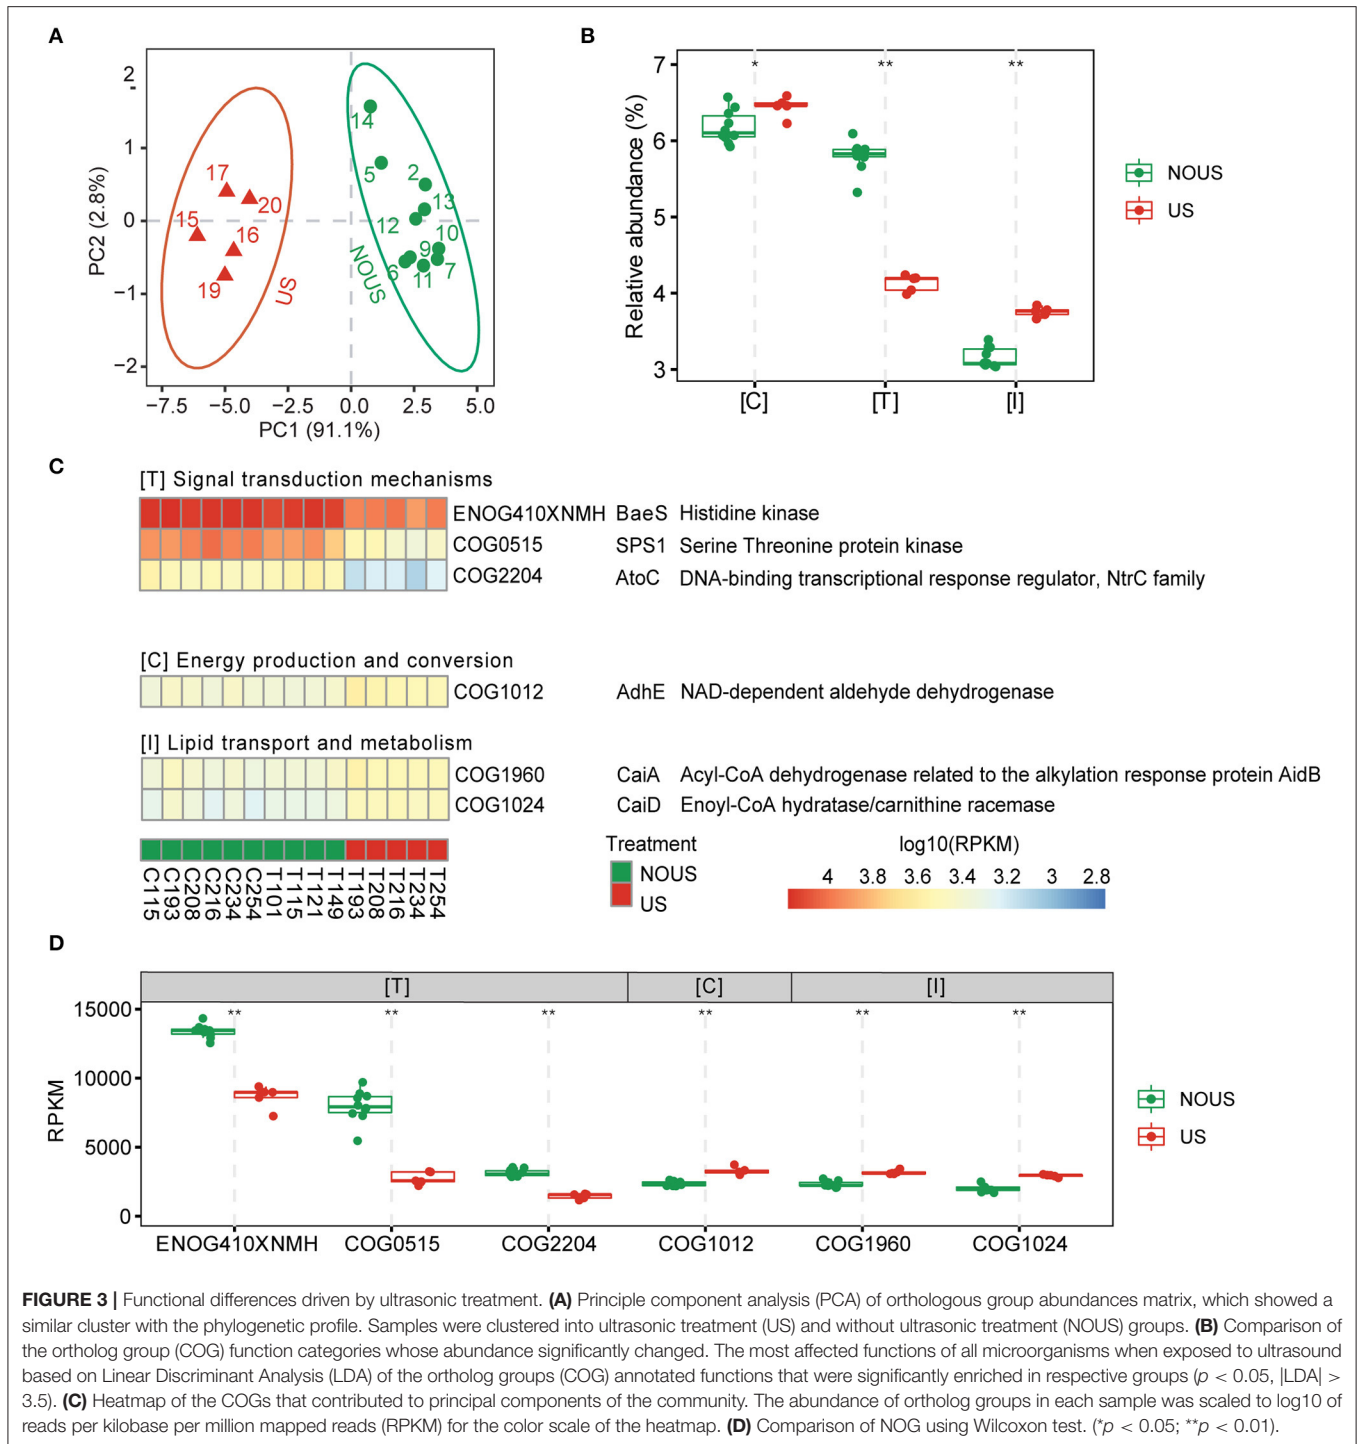 A
2
1
0
−1
−2
PC2 (2.8%)
−7.5 −5.0 −2.5 0.0 2.5 5.0
PC1 (91.1%)
14
5
2
13
12
10
9
6
11
7
NOUS
17
20
15
16
19
US
B
7
6
5
4
3
Relative abundance (%)
* ** **
[C] [T] [I]
NOUS
US
C
[T] Signal transduction mechanisms
ENOG410XNMH BaeS Histidine kinase
COG0515 SPS1 Serine Threonine protein kinase
COG2204 AtoC DNA-binding transcriptional response regulator, NtrC family
[C] Energy production and conversion
COG1012 AdhE NAD-dependent aldehyde dehydrogenase
[I] Lipid transport and metabolism
COG1960 CaiA Acyl-CoA dehydrogenase related to the alkylation response protein AidB
COG1024 CaiD Enoyl-CoA hydratase/carnithine racemase
C115 C193 C208 C216 C234 C254 T101 T115 T121 T149 T193 T208 T216 T234 T254
Treatment
NOUS
US
log10(RPKM)
4 3.8 3.6 3.4 3.2 3 2.8
D
[T] [C] [I]
15000
10000
5000
0
RPKM
** ** ** ** ** **
ENOG410XNMH COG0515 COG2204 COG1012 COG1960 COG1024
NOUS
US
FIGURE 3 | Functional differences driven by ultrasonic treatment. (A) Principle component analysis (PCA) of orthologous group abundances matrix, which showed a
similar cluster with the phylogenetic profile. Samples were clustered into ultrasonic treatment (US) and without ultrasonic treatment (NOUS) groups. (B) Comparison of
the ortholog group (COG) function categories whose abundance significantly changed. The most affected functions of all microorganisms when exposed to ultrasound
based on Linear Discriminant Analysis (LDA) of the ortholog groups (COG) annotated functions that were significantly enriched in respective groups (p < 0.05, |LDA| >
3.5). (C) Heatmap of the COGs that contributed to principal components of the community. The abundance of ortholog groups in each sample was scaled to log10 of
reads per kilobase per million mapped reads (RPKM) for the color scale of the heatmap. (D) Comparison of NOG using Wilcoxon test. (*p < 0.05; **p < 0.01).